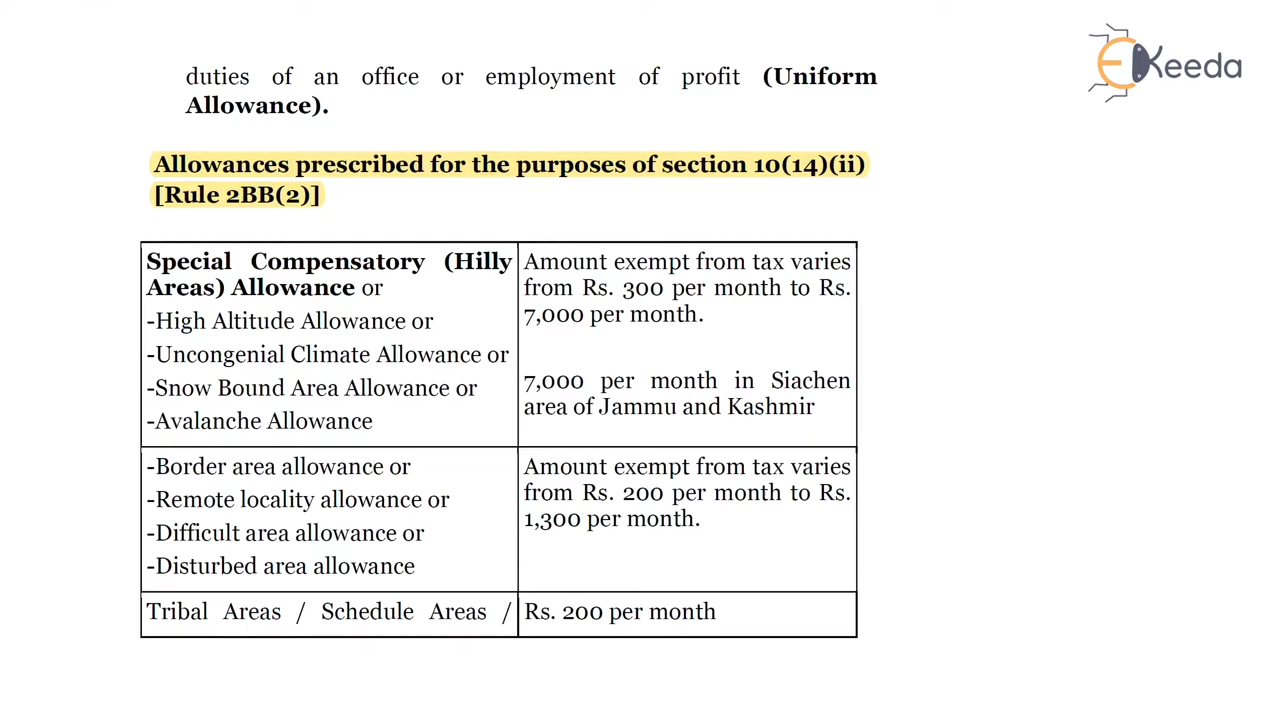 EKeeda
duties of an office or employment of profit (Uniform
Allowance).
Allowances prescribed for the purposes of section 10(14)(ii)
[Rule 2BB(2)]
Special Compensatory (Hilly
Areas) Allowance or
-High Altitude Allowance or
-Uncongenial Climate Allowance or
-Snow Bound Area Allowance or
-Avalanche Allowance
Amount exempt from tax varies
from Rs. 300 per month to Rs.
7,000 per month.
7,000 per month in Siachen
area of Jammu and Kashmir
-Border area allowance or
-Remote locality allowance or
-Difficult area allowance or
-Disturbed area allowance
Amount exempt from tax varies
from Rs. 200 per month to Rs.
1,300 per month.
Tribal Areas / Schedule Areas /
Rs. 200 per month